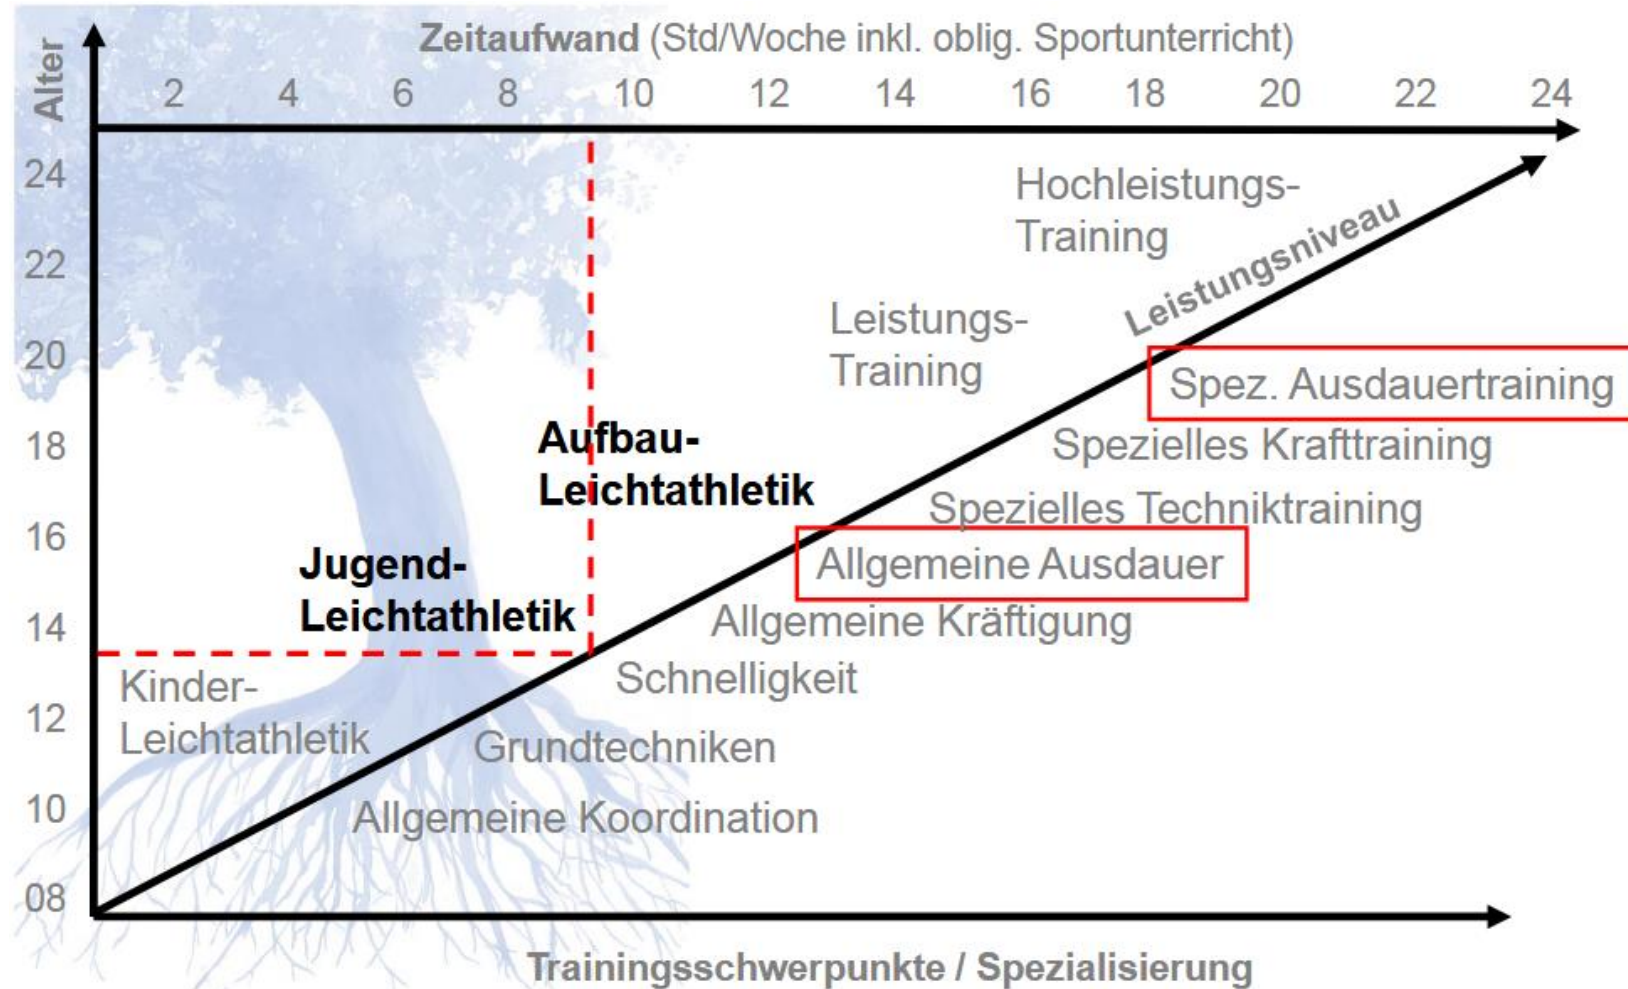 Zeitaufwand (Std/Woche inkl. oblig. Sportunterricht)
Alter
2 4 6 8 10 12 14 16 18 20 22 24
24
22
20
18
16
14
12
10
08
Hochleistungs-
Training
Leistungsniveau
Leistungs-
Training
Spez. Ausdauertraining
Aufbau-
Leichtathletik
Spezielles Krafttraining
Spezielles Techniktraining
Jugend-
Leichtathletik
Allgemeine Ausdauer
Allgemeine Kräftigung
Kinder-
Leichtathletik
Schnelligkeit
Grundtechniken
Allgemeine Koordination
Trainingsschwerpunkte / Spezialisierung